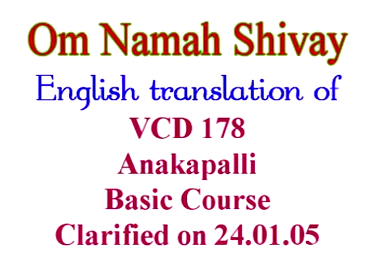 Om Namah Shivay
English translation of
VCD 178
Anakapalli
Basic Course
Clarified on 24.01.05